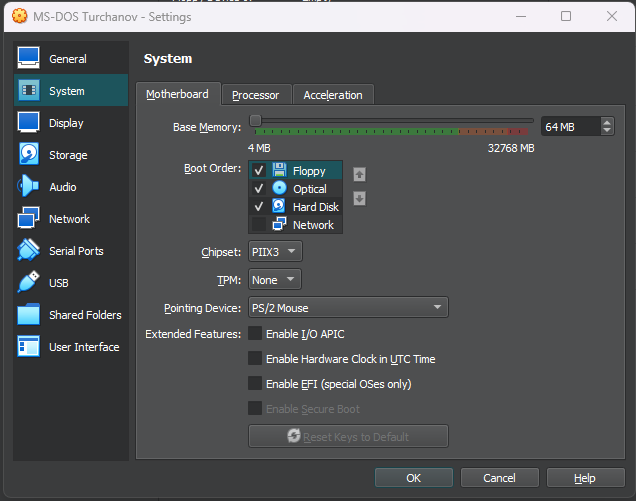 MS-DOS Turchanov - Settings
General
System
Display
Storage
Audio
Network
Serial Ports
USB
Shared Folders
User Interface
System
Motherboard
Processor
Acceleration
Base Memory:
64 MB
4 MB
32768 MB
Boot Order:
Floppy
Optical
Hard Disk
Network
Chipset:
PIIX3
TPM:
None
Pointing Device:
PS/2 Mouse
Extended Features:
Enable I/O APIC
Enable Hardware Clock in UTC Time
Enable EFI (special OSes only)
Enable Secure Boot
Reset Keys to Default
OK
Cancel
Help